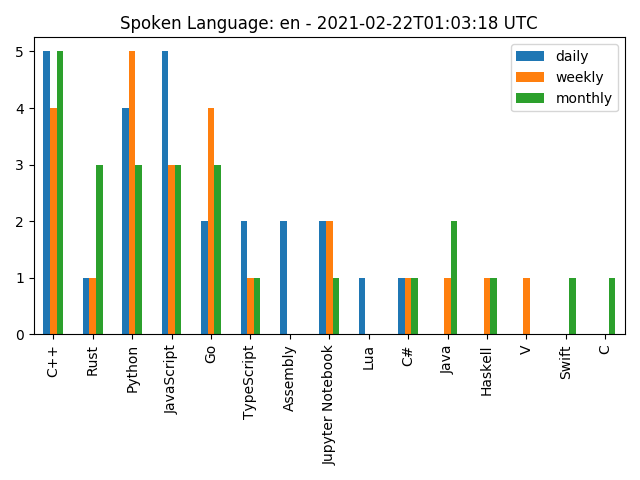 Spoken Language: en - 2021-02-22T01:03:18 UTC
daily
weekly
monthly
5
4
3
2
1
0
C++
Rust
Python
JavaScript
Go
TypeScript
Assembly
Jupyter Notebook
Lua
C#
Java
Haskell
V
Swift
C